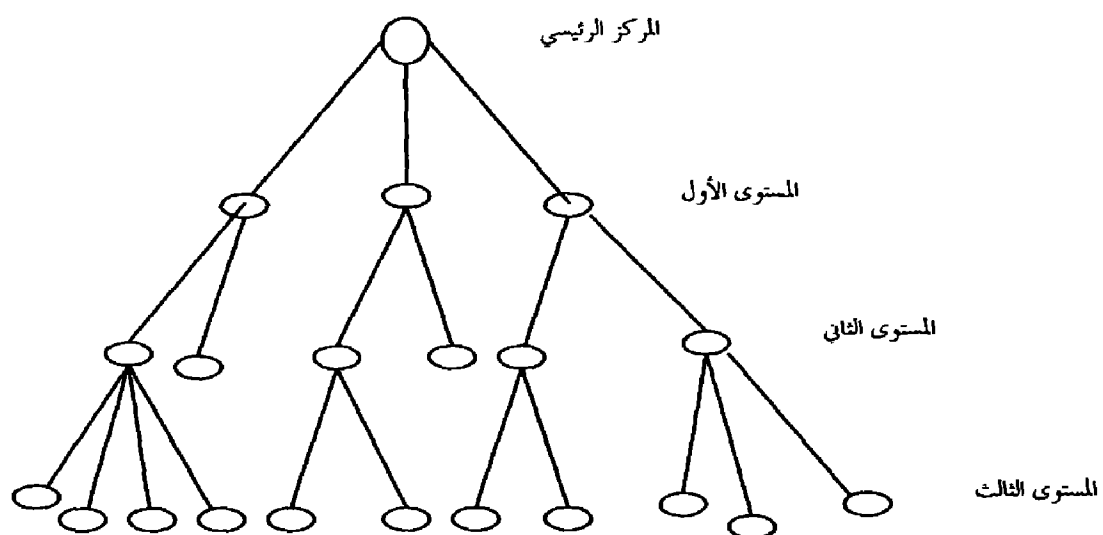 المركز الرئيسي
المستوى الأول
المستوى الثاني
المستوى الثالث